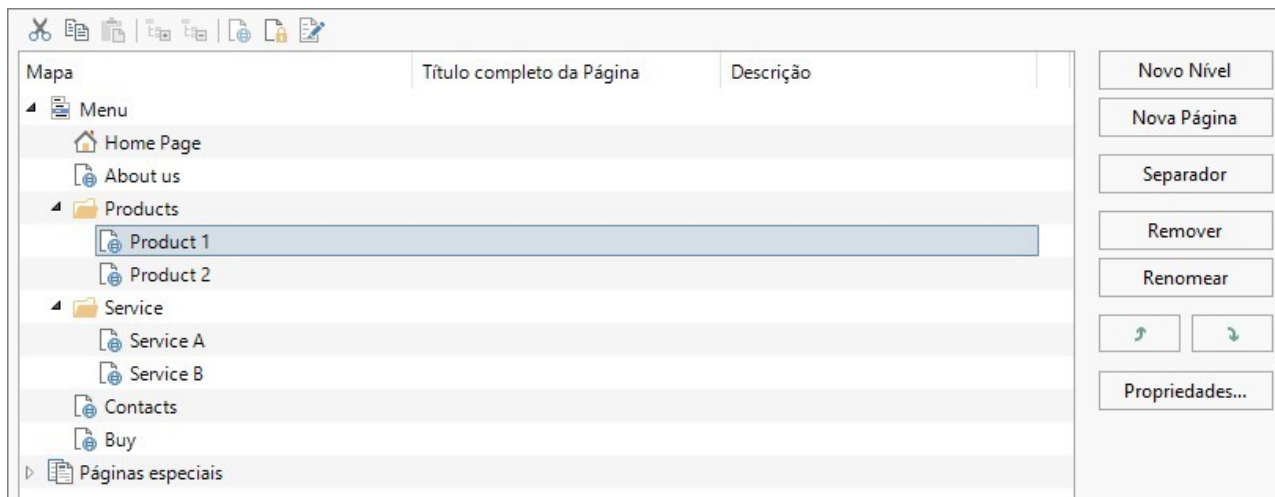 Mapa Título completo da Página Descrição
Menu
Home Page
About us
Products
Product 1
Product 2
Service
Service A
Service B
Contacts
Buy
Páginas especiais
Novo Nível
Nova Página
Separador
Remover
Renomear
Propriedades...